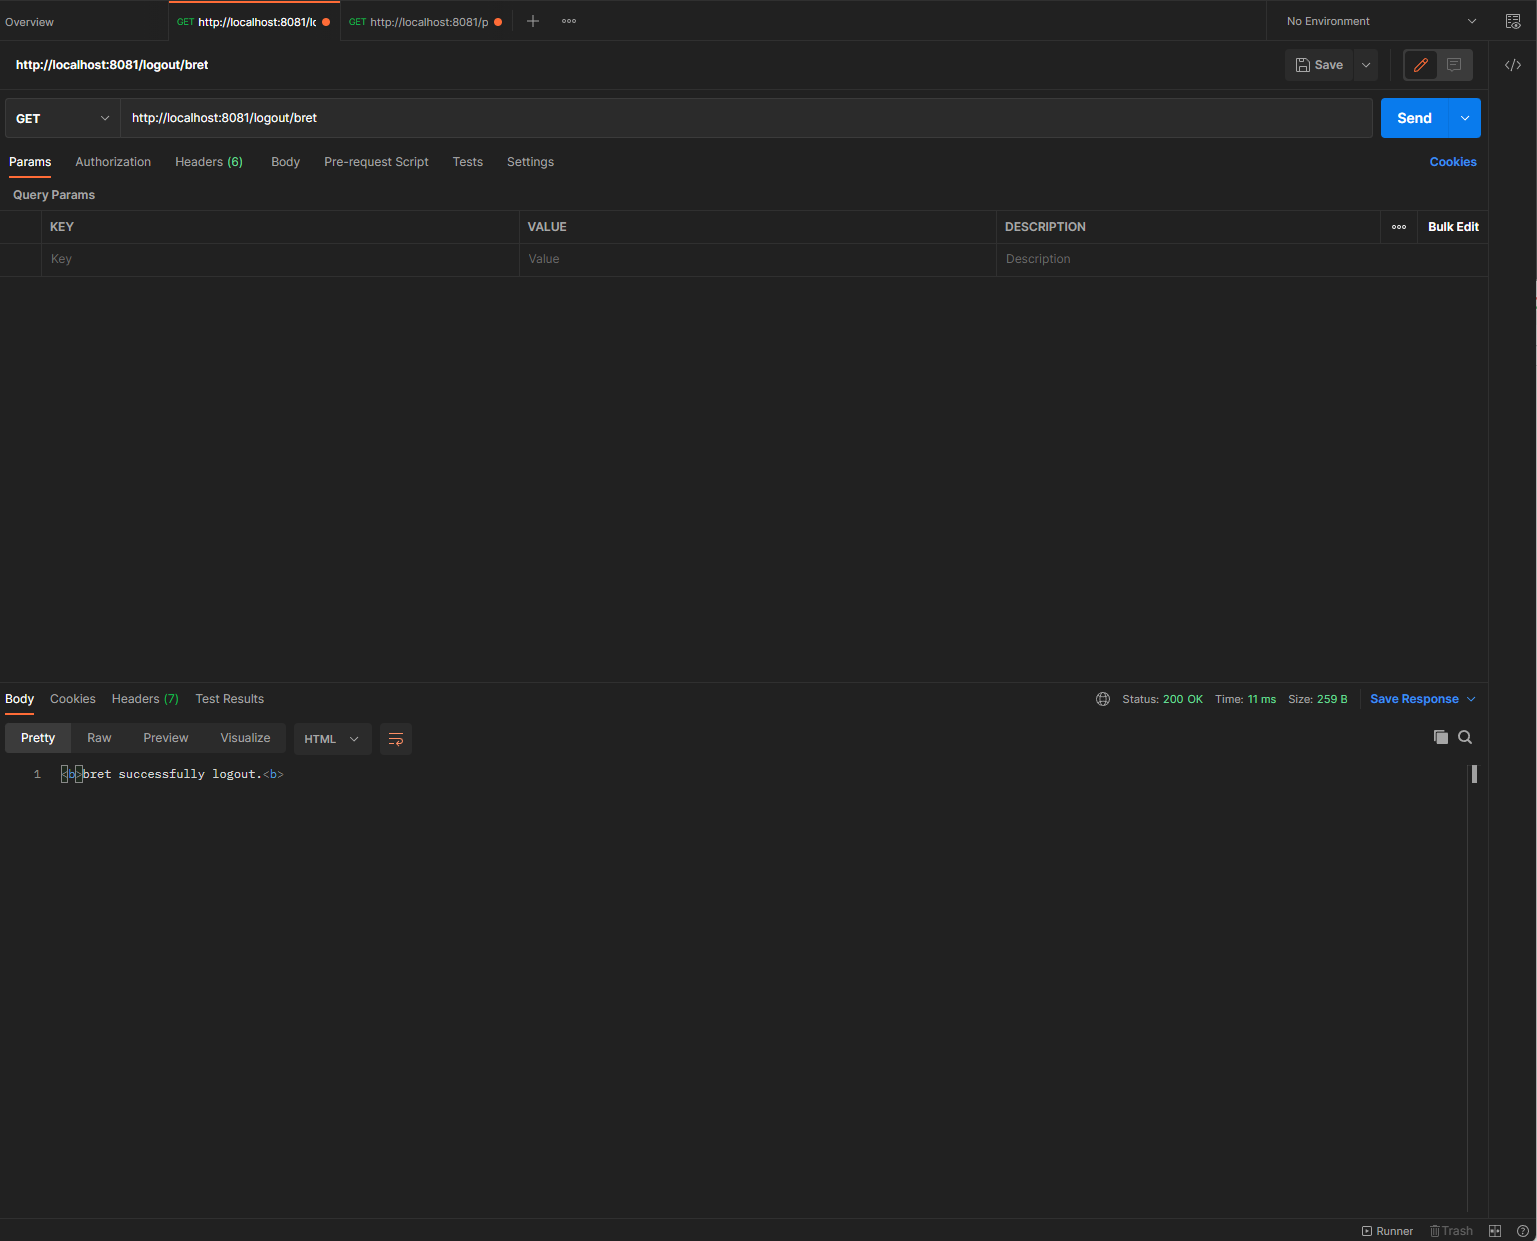 Overview
GET http://localhost:8081/lo
GET http://localhost:8081/p
No Environment
http://localhost:8081/logout/bret
Save
GET
http://localhost:8081/logout/bret
Send
Params Authorization Headers (6) Body Pre-request Script Tests Settings Cookies
Query Params
KEY VALUE DESCRIPTION Bulk Edit
Key Value Description
Body Cookies Headers (7) Test Results Status: 200 OK Time: 11 ms Size: 259 B Save Response
Pretty Raw Preview Visualize HTML
1 <b>bret successfully logout.<b>
Runner Trash